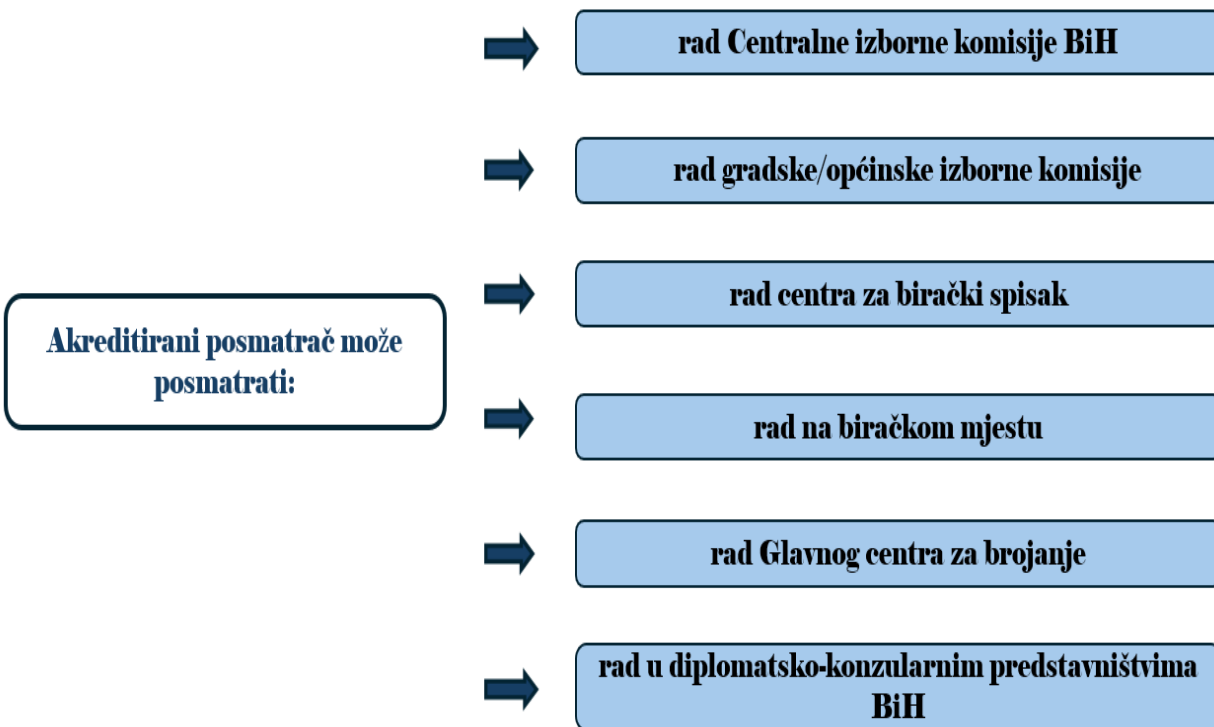 Akreditirani posmatrač može
posmatrati:
rad Centralne izborne komisije BiH
rad gradske/općinske izborne komisije
rad centra za birački spisak
rad na biračkom mjestu
rad Glavnog centra za brojanje
rad u diplomatsko-konzularnim predstavništvima
BiH